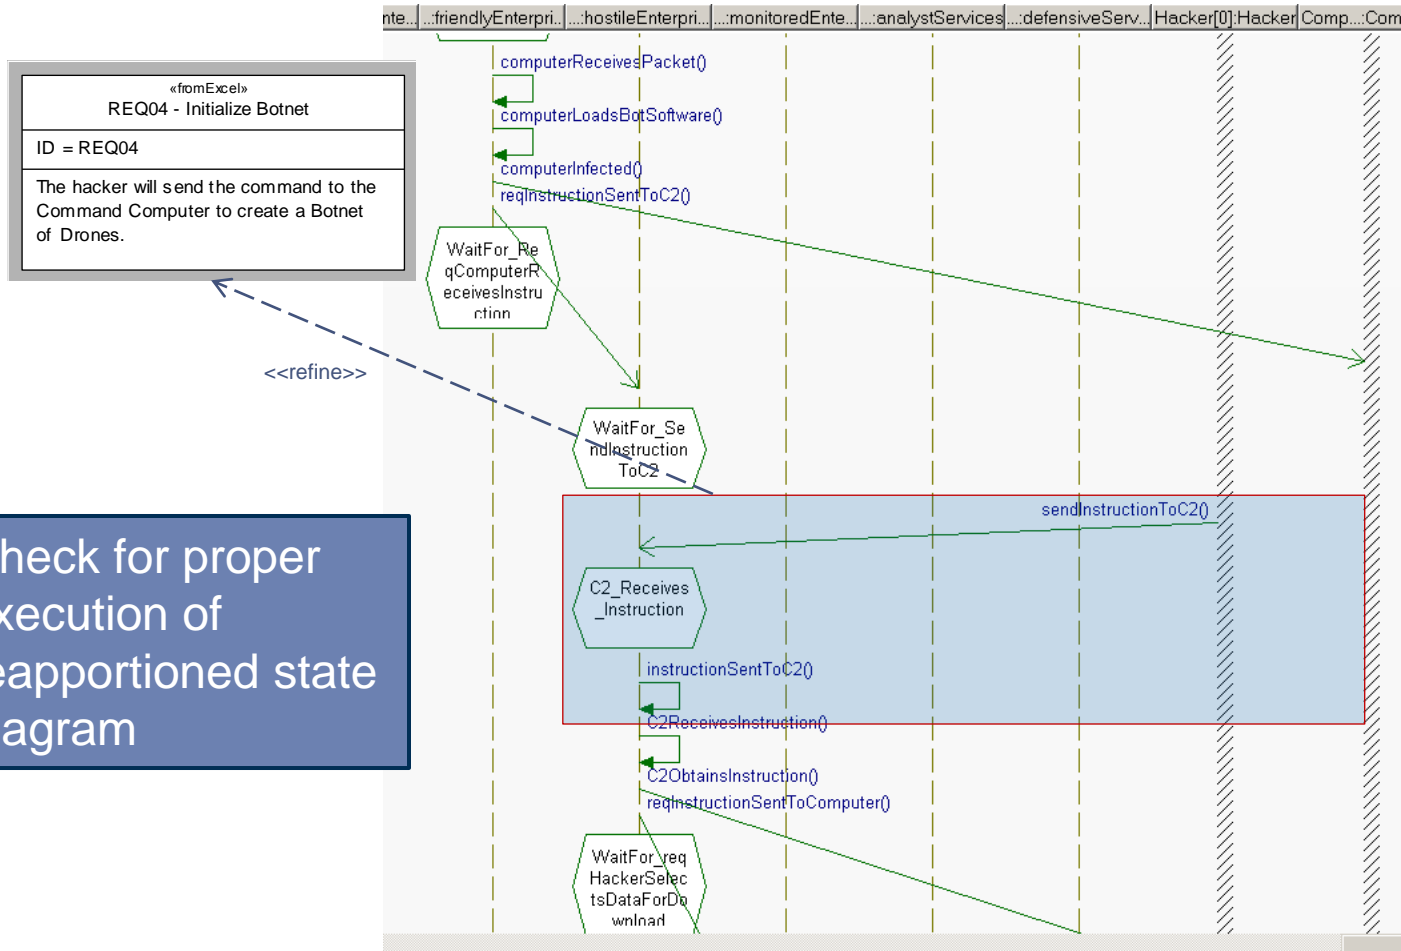 nte... ...:friendlyEnterpri... ...:hostileEnterpri... ...:monitoredEnte... ...:analystServices ...:defensiveServ... Hacker[0]:Hacker Comp...:Com
computerReceivesPacket()
computerLoadsBotSoftware()
computerInfected()
reqInstructionSentToC2()
«fromExcel»
REQ04 - Initialize Botnet
ID = REQ04
The hacker will send the command to the
Command Computer to create a Botnet
of Drones.
WaitFor_Re
qComputerR
eceivesInstru
ction
<<refine>>
WaitFor_Se
ndInstruction
ToC2
sendInstructionToC2()
C2_Receives
_Instruction
instructionSentToC2()
C2ReceivesInstruction()
C2ObtainsInstruction()
reqInstructionSentToComputer()
WaitFor_req
HackerSelec
tsDataForDo
wnload
heck for proper
xecution of
eapportioned state
agram